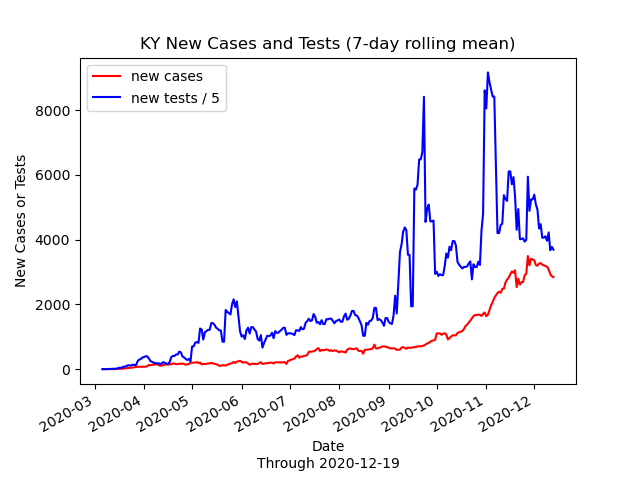 KY New Cases and Tests (7-day rolling mean)
new cases
new tests / 5
New Cases or Tests
8000
6000
4000
2000
0
2020-03
2020-04
2020-05
2020-06
2020-07
2020-08
2020-09
2020-10
2020-11
2020-12
Date
Through 2020-12-19